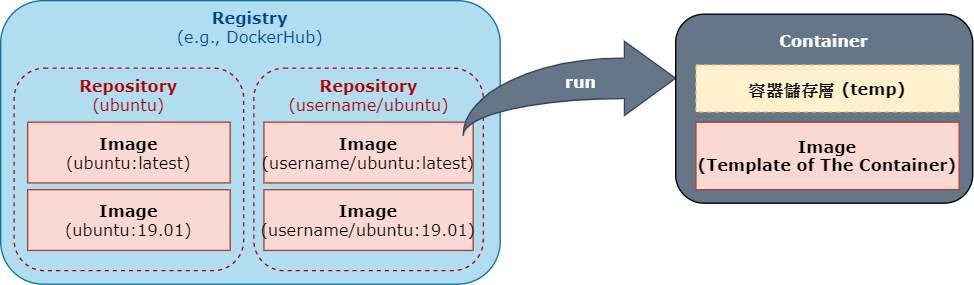 Registry
(e.g., DockerHub)
Repository
(ubuntu)
Image
(ubuntu:latest)
Image
(ubuntu:19.01)
Repository
(username/ubuntu)
Image
(username/ubuntu:latest)
Image
(username/ubuntu:19.01)
run
Container
容器儲存層 (temp)
Image
(Template of The Container)